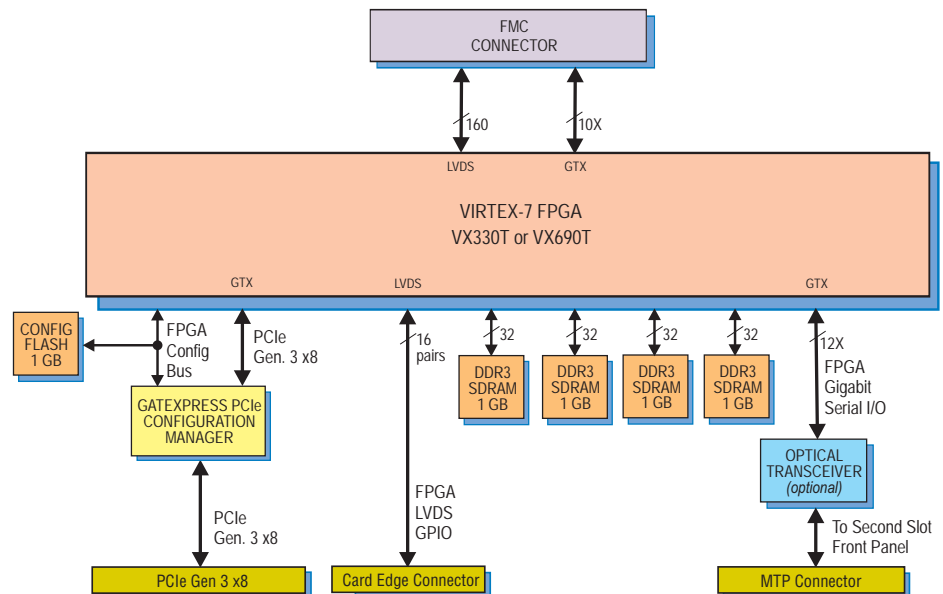 FMC
CONNECTOR
160
10X
LVDS
GTX
VIRTEX-7 FPGA
VX330T or VX690T
GTX
LVDS
GTX
CONFIG
FLASH
1 GB
FPGA
Config
Bus
PCIe
Gen. 3 x8
16
pairs
32
32
32
32
12X
DDR3
SDRAM
1 GB
DDR3
SDRAM
1 GB
DDR3
SDRAM
1 GB
DDR3
SDRAM
1 GB
FPGA
Gigabit
Serial I/O
GATEXPRESS PCIe
CONFIGURATION
MANAGER
OPTICAL
TRANSCEIVER
(optional)
PCIe
Gen. 3 x8
FPGA
LVDS
GPIO
To Second Slot
Front Panel
PCIe Gen 3 x8
Card Edge Connector
MTP Connector